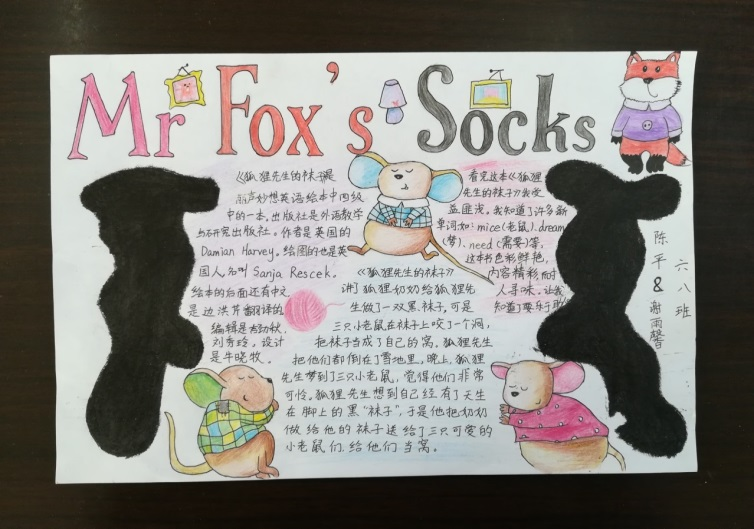 Mr Fox's Socks
《狐狸先生的袜子》是
丽声妙想英语绘本中四级
中的一本。出版社是外语教学
与研究出版社。作者是英国的
Damian Harvey。绘图的也是英
国人，名叫 Sanja Rescek.
绘本的后面还有中文
是边洪芹翻译的
编辑是
刘秀玲。设计
是牛晓牧。
《狐狸先生的袜子》
讲了狐狸奶奶给狐狸先
生做了一双黑袜子，可是
三只小老鼠在袜子上咬了一个洞，
把袜子当成了自己的窝，狐狸先生
把他们都倒在了雪地里。晚上，狐狸
先生梦到了三只小老鼠，觉得他们非常
可怜。狐狸先生想到自己经有了天生
在脚上的黑“袜子”，于是他把奶奶
做给他的袜子送给了三只可爱的
小老鼠们，给他们当窝。
看完这本《狐狸
先生的袜子》我受
益匪浅。我知道了许多新
单词，如：mice(老鼠)，dream
(梦)、need(需要)等，
这本书色彩鲜艳，
内容精彩，耐
人寻味。让我
知道了要乐于助
六八班
陈平&谢雨馨